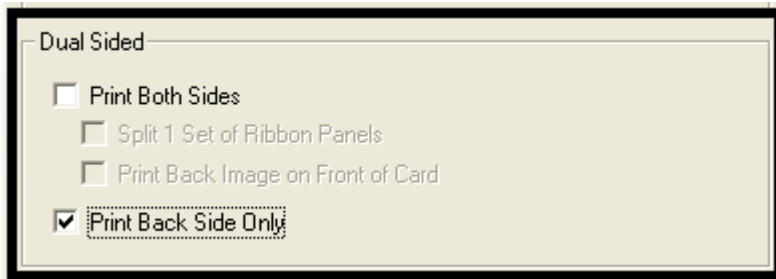 Dual Sided
Print Both Sides
Split 1 Set of Ribbon Panels
Print Back Image on Front of Card
Print Back Side Only